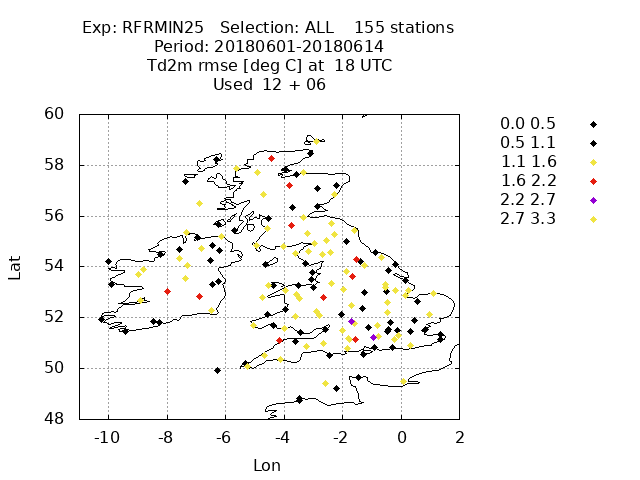 Exp: RFRMIN25   Selection: ALL    155 stations
Period: 20180601-20180614
Td2m rmse [deg C] at  18 UTC
Used  12 + 06
60
58
56
54
52
50
48
Lat
-10 -8 -6 -4 -2 0 2
Lon
0.0 0.5
0.5 1.1
1.1 1.6
1.6 2.2
2.2 2.7
2.7 3.3